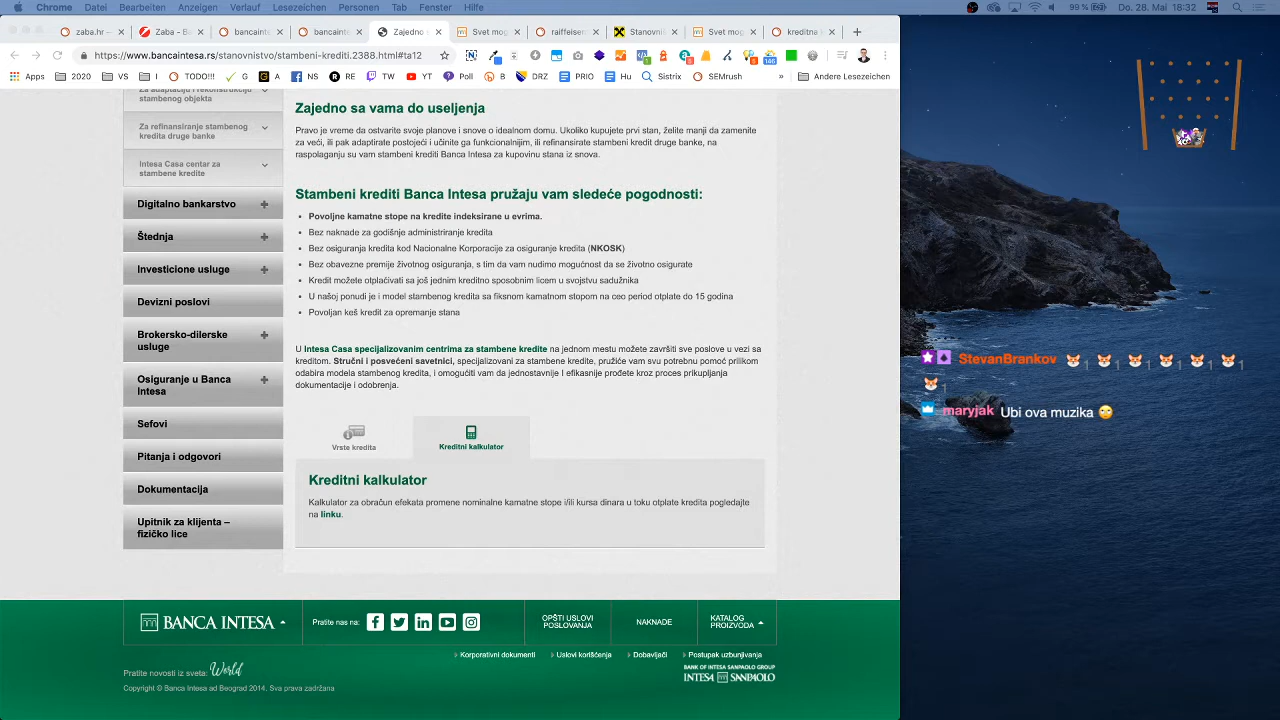 Chrome Datei Bearbeiten Anzeigen Verlauf Lesezeichen Personen Tab Fenster Hilfe
99 % Do. 28. Mai 18:32
zaba.hr –
Zaba - Ba
bancainte
bancainte
Zajedno
Svet mog
raiffeisen
Stanovnik
Svet mog
kreditna k
https://www.bancaintesa.rs/stanovnistvo/stambeni-krediti.2388.html#ta12
Apps 2020 VS I TODO!!! G A NS TW YT Poll B DRZ PRIO Hu Sistrix SEMrush » Andere Lesezeichen
Za adaptaciju i rekonstrukciju
stambenog objekta
Za refinansiranje stambenog
kredita druge banke
Intesa Casa centar za
stambene kredite
Digitalno bankarstvo
Štednja
Investicione usluge
Devizni poslovi
Brokersko-dilerske
usluge
Osiguranje u Banca
Intesa
Sefovi
Pitanja i odgovori
Dokumentacija
Upitnik za klijenta –
fizičko lice
Zajedno sa vama do useljenja
Pravo je vreme da ostvarite svoje planove i snove o idealnom domu. Ukoliko kupujete prvi stan, želite manji da zamenite
za veći, ili pak adaptirate postojeći i učinite ga funkcionalnijim, ili refinansirate stambeni kredit druge banke, na
raspolaganju su vam stambeni krediti Banca Intesa za kupovinu stana iz snova.
Stambeni krediti Banca Intesa pružaju vam sledeće pogodnosti:
Povoljne kamatne stope na kredite indeksirane u evrima.
Bez naknade za godišnje administriranje kredita
Bez osiguranja kredita kod Nacionalne Korporacije za osiguranje kredita (NKOSK)
Bez obavezne premije životnog osiguranja, s tim da vam nudimo mogućnost da se životno osigurate
Kredit možete otplaćivati sa još jednim kreditno sposobnim licem u svojstvu sadužnika
U našoj ponudi je i model stambenog kredita sa fiksnom kamatnom stopom na ceo period otplate do 15 godina
Povoljan keš kredit za opremanje stana
U Intesa Casa specijalizovanim centrima za stambene kredite na jednom mestu možete završiti sve poslove u vezi sa
kreditom. Stručni i posvećeni savetnici, specijalizovani za stambene kredite, pružiće vam svu potrebnu pomoć prilikom
odabira modela stambenog kredita, i omogućiti vam da jednostavnije I efikasnije prođete kroz proces prikupljanja
dokumentacije i odobrenja.
Vrste kredita
Kreditni kalkulator
Kreditni kalkulator
Kalkulator za obračun efekata promene nominalne kamatne stope i/ili kursa dinara u toku otplate kredita pogledajte
na linku.
BANCA INTESA
Pratite nas na:
OPŠTI USLOVI
POSLOVANJA
NAKNADE
KATALOG
PROIZVODA
Korporativni dokumenti Uslovi korišćenja Dobavljači Postupak uzbunjivanja
Pratite novosti iz sveta: World
BANK OF INTESA SANPAOLO GROUP
INTESA SANPAOLO
Copyright © Banca Intesa ad Beograd 2014. Sva prava zadržana
StevanBrankov 1 1 1 1 1 1
1
maryjak Ubi ova muzika